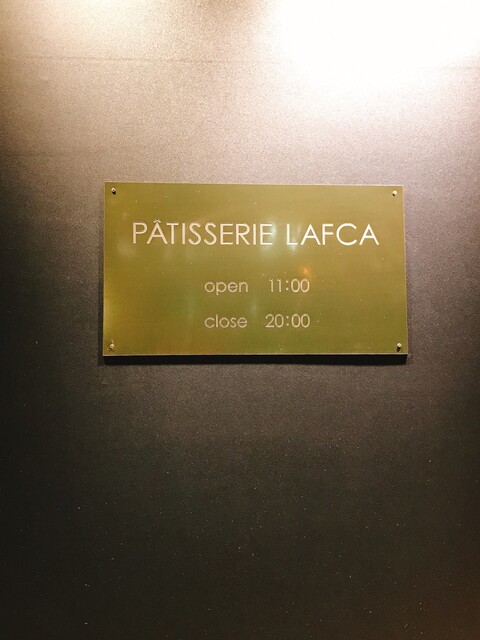 PÂTISSERIE LAFCA
open 11:00
close 20:00